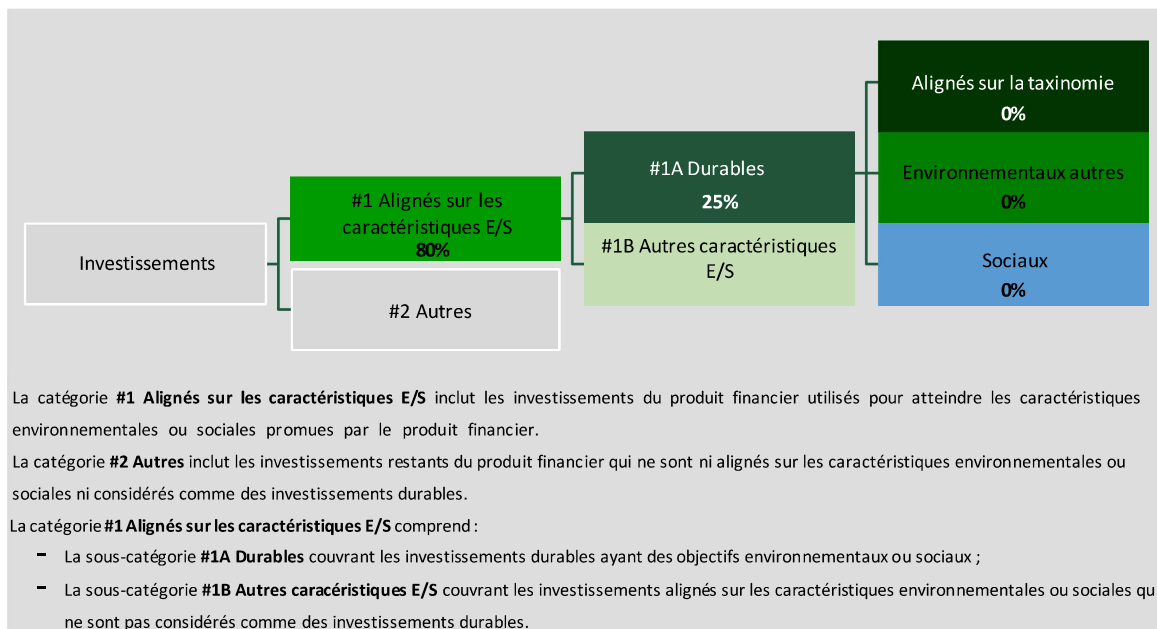 Alignés sur la taxinomie
0%
#1A Durables
25%
Environnementaux autres
0%
#1 Alignés sur les
caractéristiques E/S
80%
#1B Autres caractéristiques
E/S
Investissements
Sociaux
0%
#2 Autres
La catégorie #1 Alignés sur les caractéristiques E/S inclut les investissements du produit financier utilisés pour atteindre les caractéristiques
environnementales ou sociales promues par le produit financier.
La catégorie #2 Autres inclut les investissements restants du produit financier qui ne sont ni alignés sur les caractéristiques environnementales ou
sociales ni considérés comme des investissements durables.
La catégorie #1 Alignés sur les caractéristiques E/S comprend :
- La sous-catégorie #1A Durables couvrant les investissements durables ayant des objectifs environnementaux ou sociaux ;
- La sous-catégorie #1B Autres caracéristiques E/S couvrant les investissements alignés sur les caractéristiques environnementales ou sociales qu
ne sont pas considérés comme des investissements durables.